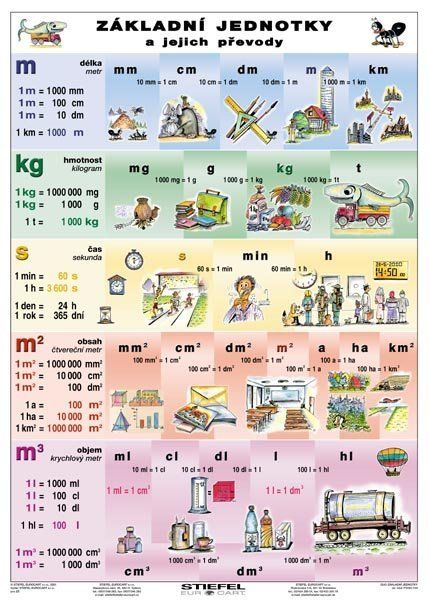 ZÁKLADNÍ JEDNOTKY
a jejich převody
m
délka
metr
1 m = 1000 mm
1 m = 100 cm
1 m = 10 dm
1 km = 1000 m
mm cm dm m km
10 mm = 1 cm 10 cm = 1 dm 10 dm = 1 m 1000 m = 1 km
kg
hmotnost
kilogram
1 kg = 1000 000 mg
1 kg = 1000 g
1 t = 1 000 kg
mg g kg t
1000 mg = 1 g 1000 g = 1 kg 1000 kg = 1 t
s
čas
sekunda
1 min = 60 s
1 h = 3 600 s
1 den = 24 h
1 rok = 365 dní
s min h
60 s = 1 min 60 min = 1 h
14:50
m²
obsah
čtvereční metr
1 m² = 1000 000 mm²
1 m² = 10 000 cm²
1 m² = 100 dm²
1 a = 100 m²
1 ha = 10 000 m²
1 km² = 1000 000 m²
mm² cm² dm² m² a ha km²
100 mm² = 1 cm² 100 dm² = 1 m² 100 a = 1 ha
100 cm² = 1 dm² 100 m² = 1 a 100 ha = 1 km²
m³
objem
krychlový metr
1 l = 1000 ml
1 l = 100 cl
1 l = 10 dl
1 hl = 100 l
1 m³ = 1000 000 cm³
1 m³ = 1000 dm³
ml cl dl l hl
10 ml = 1 cl 10 cl = 1 dl 10 dl = 1 l 100 l = 1 hl
1 ml = 1 cm³ 1 l = 1 dm³
STIEFEL
EUROCART